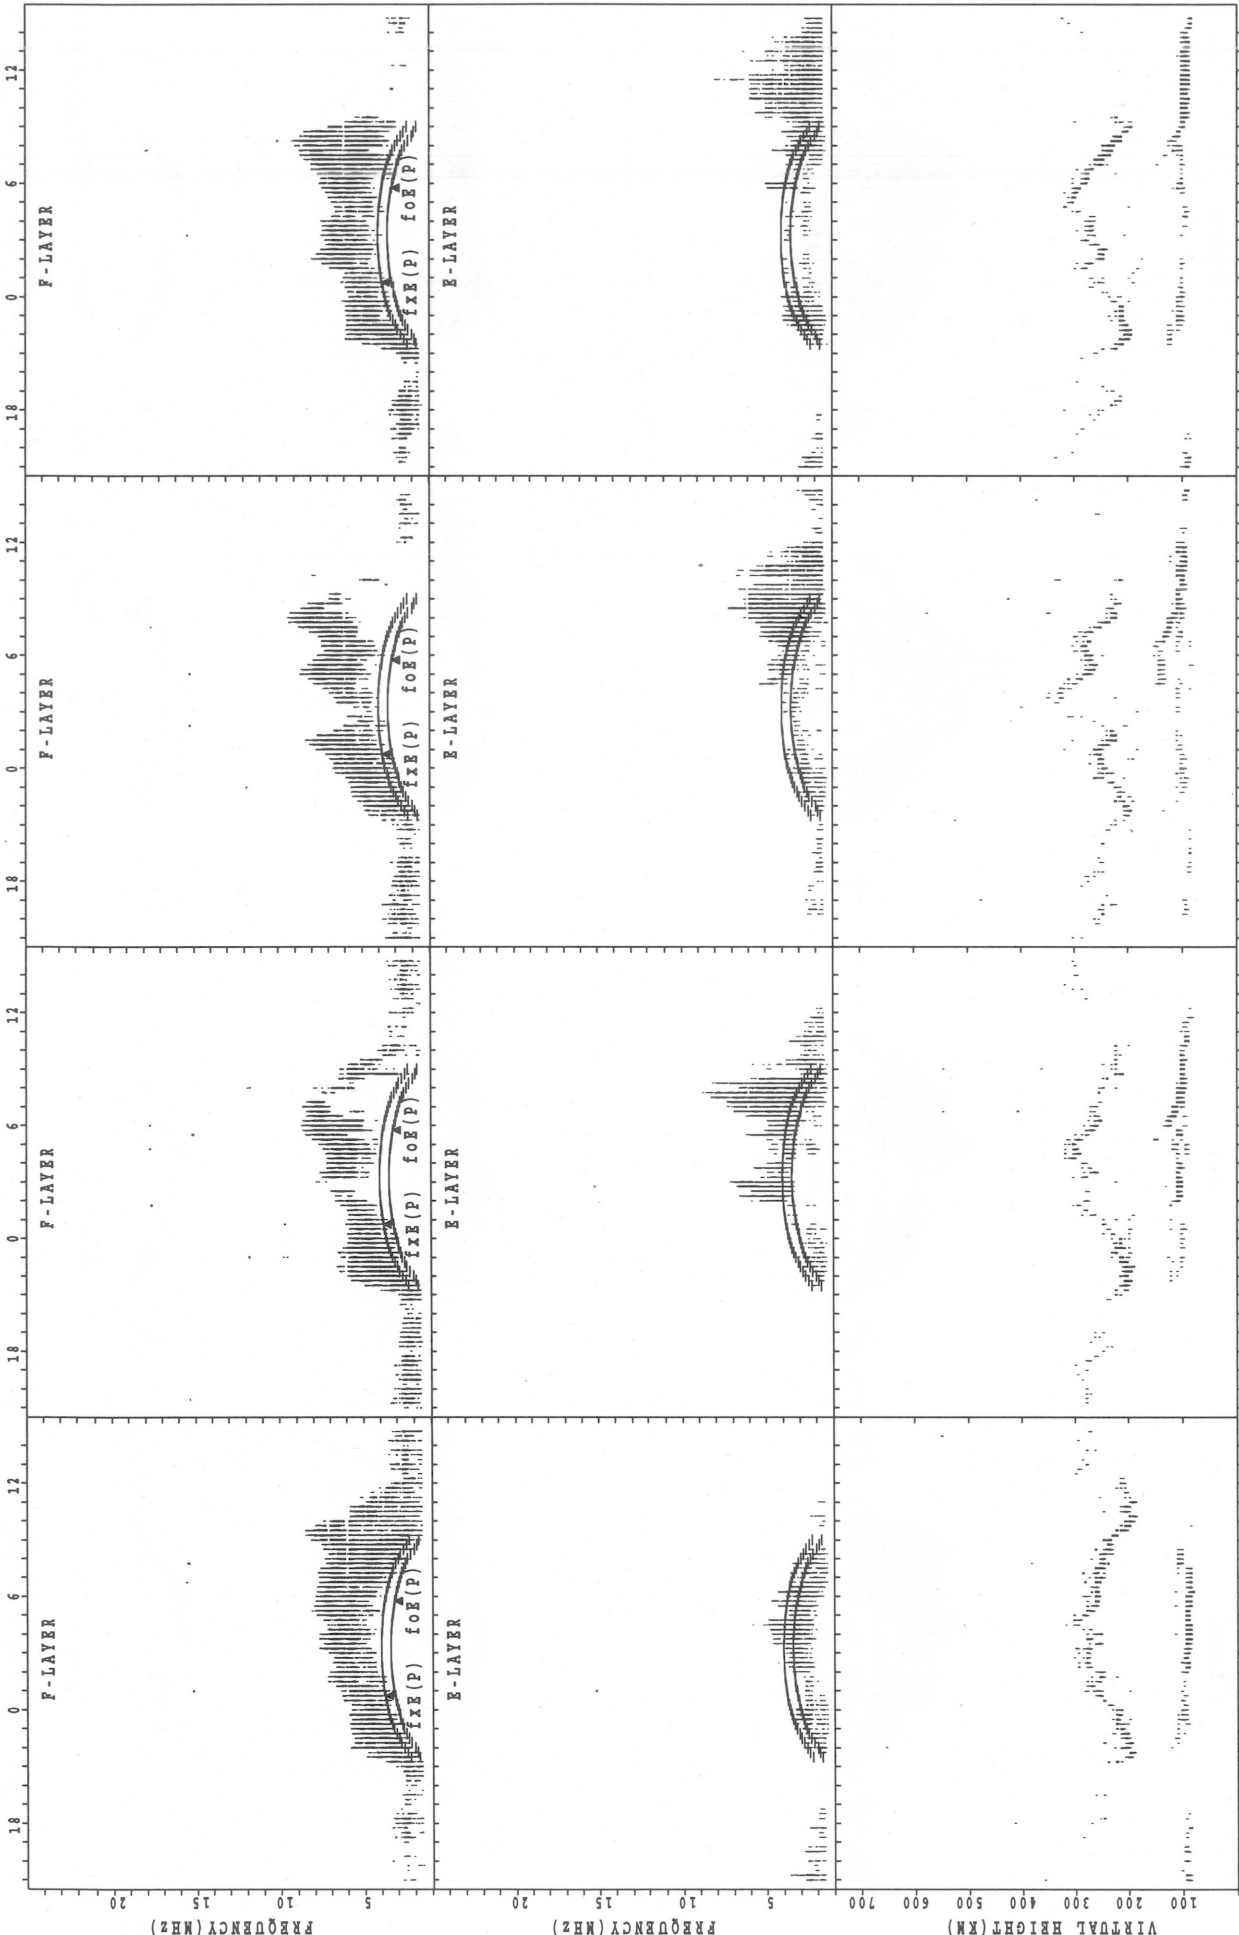 18 0 6 12 18 0 6 12 18 0 6 12 18 0 6 12
FREQUENCY(MHz)
20
15
10
5
F-LAYER
fxE(P) foE(P)
F-LAYER
fxE(P) foE(P)
F-LAYER
fxE(P) foE(P)
F-LAYER
fxE(P) foE(P)
FREQUENCY(MHz)
20
15
10
5
E-LAYER
E-LAYER
E-LAYER
E-LAYER
VIRTUAL HEIGHT(KM)
700
600
500
400
300
200
100